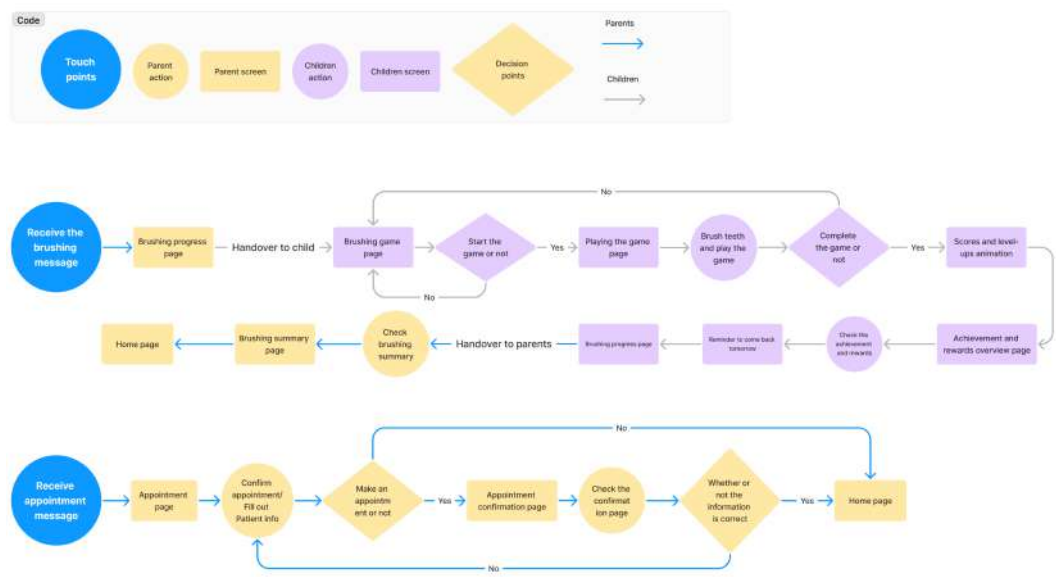 Code
Touch
points
Parent
action
Parent screen
Children
action
Children screen
Decision
points
Parents
Children
No
Receive the
brushing
message
Brushing progress
page
Handover to child
Brushing game
page
Start the
game or not
Yes
Playing the game
page
Brush teeth
and play the
game
Complete
the game or
not
Yes
Scores and level-
ups animation
No
Home page
Brushing summary
page
Check
brushing
summary
Handover to parents
Brushing progress page
Reminder to come back
tomorrow
Check the
achievement
and rewards
Achievement and
rewards overview page
No
Receive
appointment
message
Appointment
page
Confirm
appointment/
Fill out
Patient info
Make an
appointm
ent or not
Yes
Appointment
confirmation page
Check the
confirmat
ion page
Whether or
not the
information
is correct
Yes
Home page
No